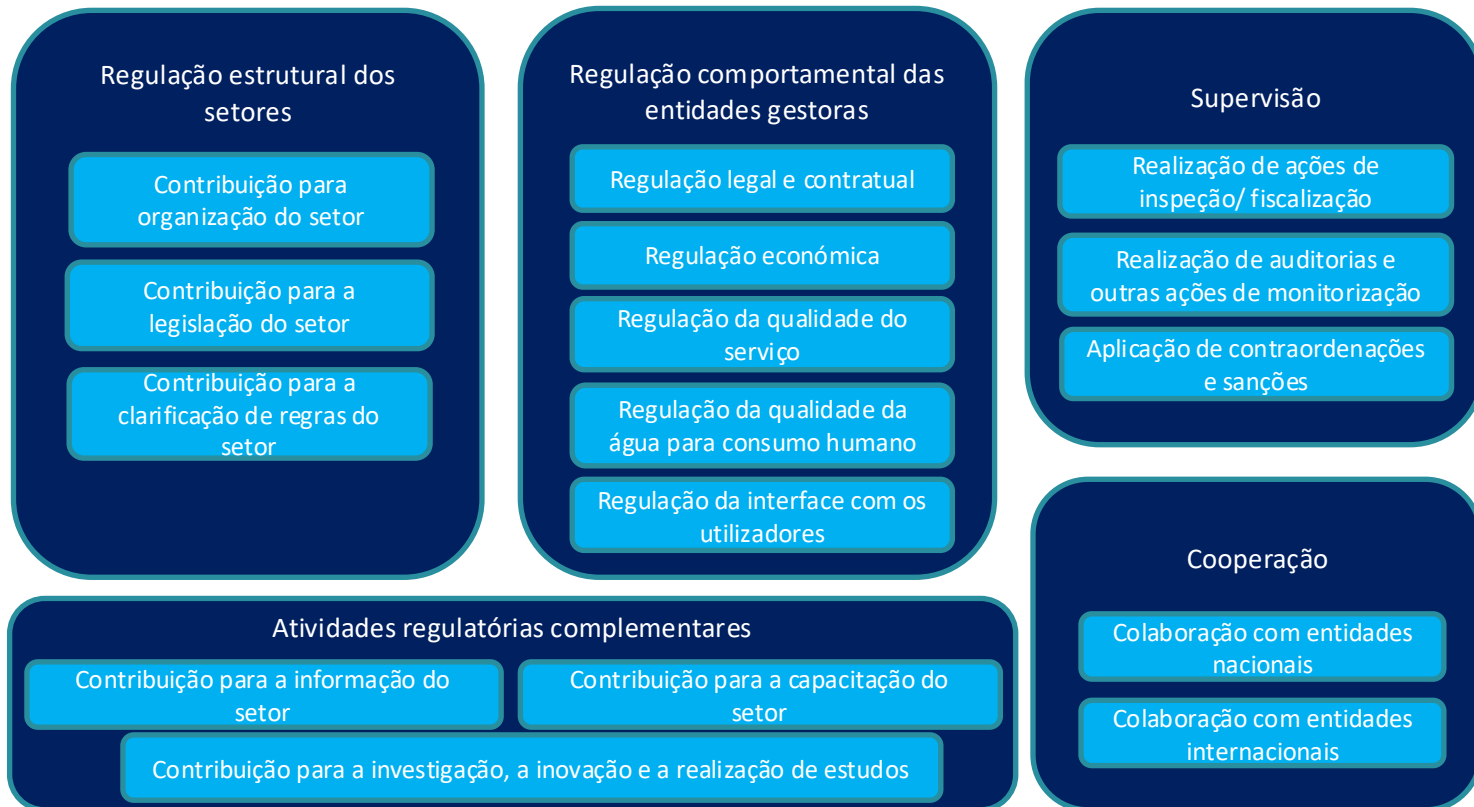 Regulação estrutural dos
setores
Contribuição para
organização do setor
Contribuição para a
legislação do setor
Contribuição para a
clarificação de regras do
setor
Regulação comportamental das
entidades gestoras
Regulação legal e contratual
Regulação económica
Regulação da qualidade do
serviço
Regulação da qualidade da
água para consumo humano
Regulação da interface com os
utilizadores
Supervisão
Realização de ações de
inspeção/ fiscalização
Realização de auditorias e
outras ações de monitorização
Aplicação de contraordenações
e sanções
Cooperação
Colaboração com entidades
nacionais
Colaboração com entidades
internacionais
Atividades regulatórias complementares
Contribuição para a informação do
setor
Contribuição para a capacitação do
setor
Contribuição para a investigação, a inovação e a realização de estudos